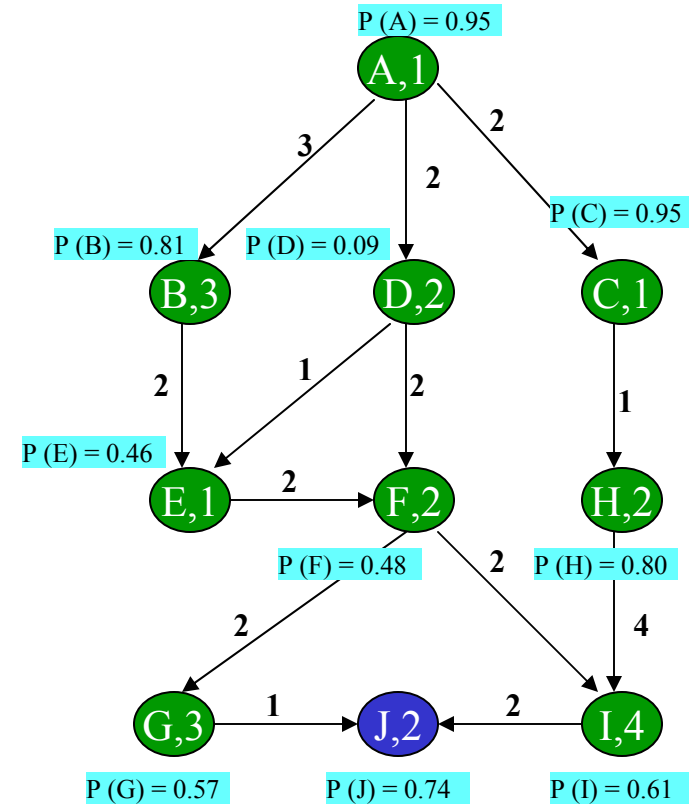 P (A) = 0.95
A,1
3
2
2
P (C) = 0.95
P (B) = 0.81
P (D) = 0.09
B,3
D,2
C,1
2
1
2
1
P (E) = 0.46
E,1
2
F,2
H,2
P (F) = 0.48
2
P (H) = 0.80
2
4
G,3
1
J,2
2
I,4
P (G) = 0.57
P (J) = 0.74
P (I) = 0.61